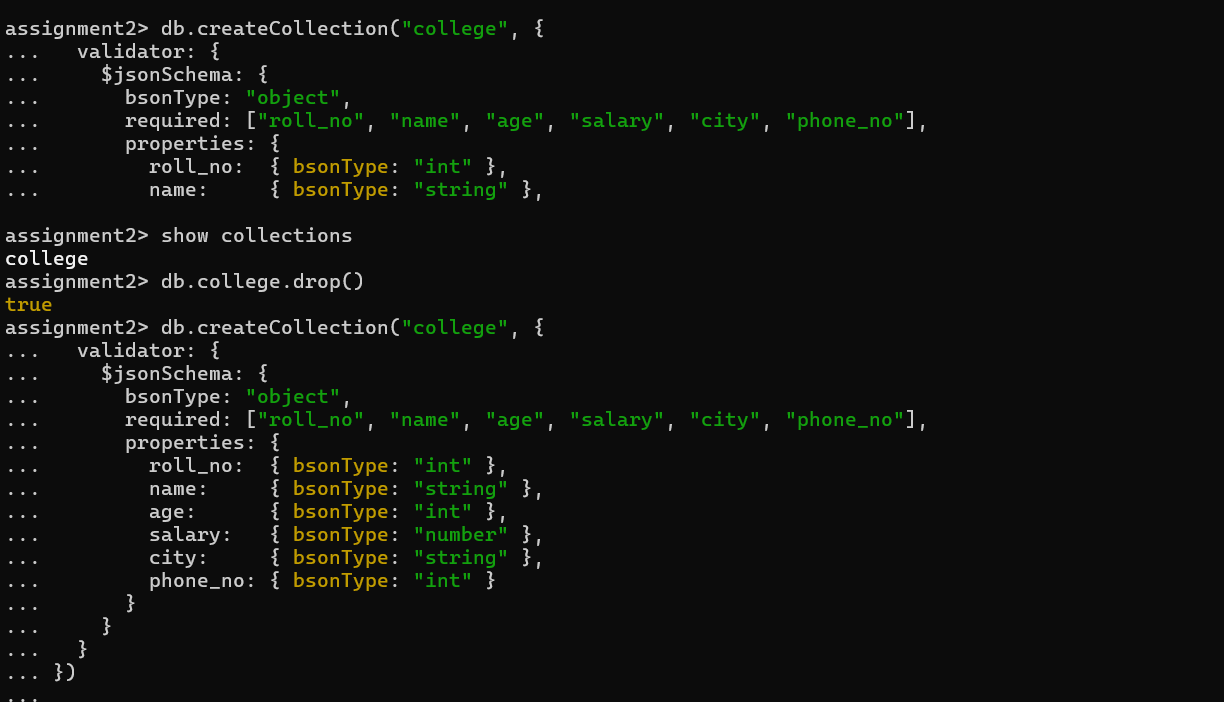 assignment2> db.createCollection("college", {
...   validator: {
...     $jsonSchema: {
...       bsonType: "object",
...       required: ["roll_no", "name", "age", "salary", "city", "phone_no"],
...       properties: {
...         roll_no:  { bsonType: "int" },
...         name:     { bsonType: "string" },
assignment2> show collections
college
assignment2> db.college.drop()
true
assignment2> db.createCollection("college", {
...   validator: {
...     $jsonSchema: {
...       bsonType: "object",
...       required: ["roll_no", "name", "age", "salary", "city", "phone_no"],
...       properties: {
...         roll_no:  { bsonType: "int" },
...         name:     { bsonType: "string" },
...         age:      { bsonType: "int" },
...         salary:   { bsonType: "number" },
...         city:     { bsonType: "string" },
...         phone_no: { bsonType: "int" }
...       }
...     }
...   }
... })
...